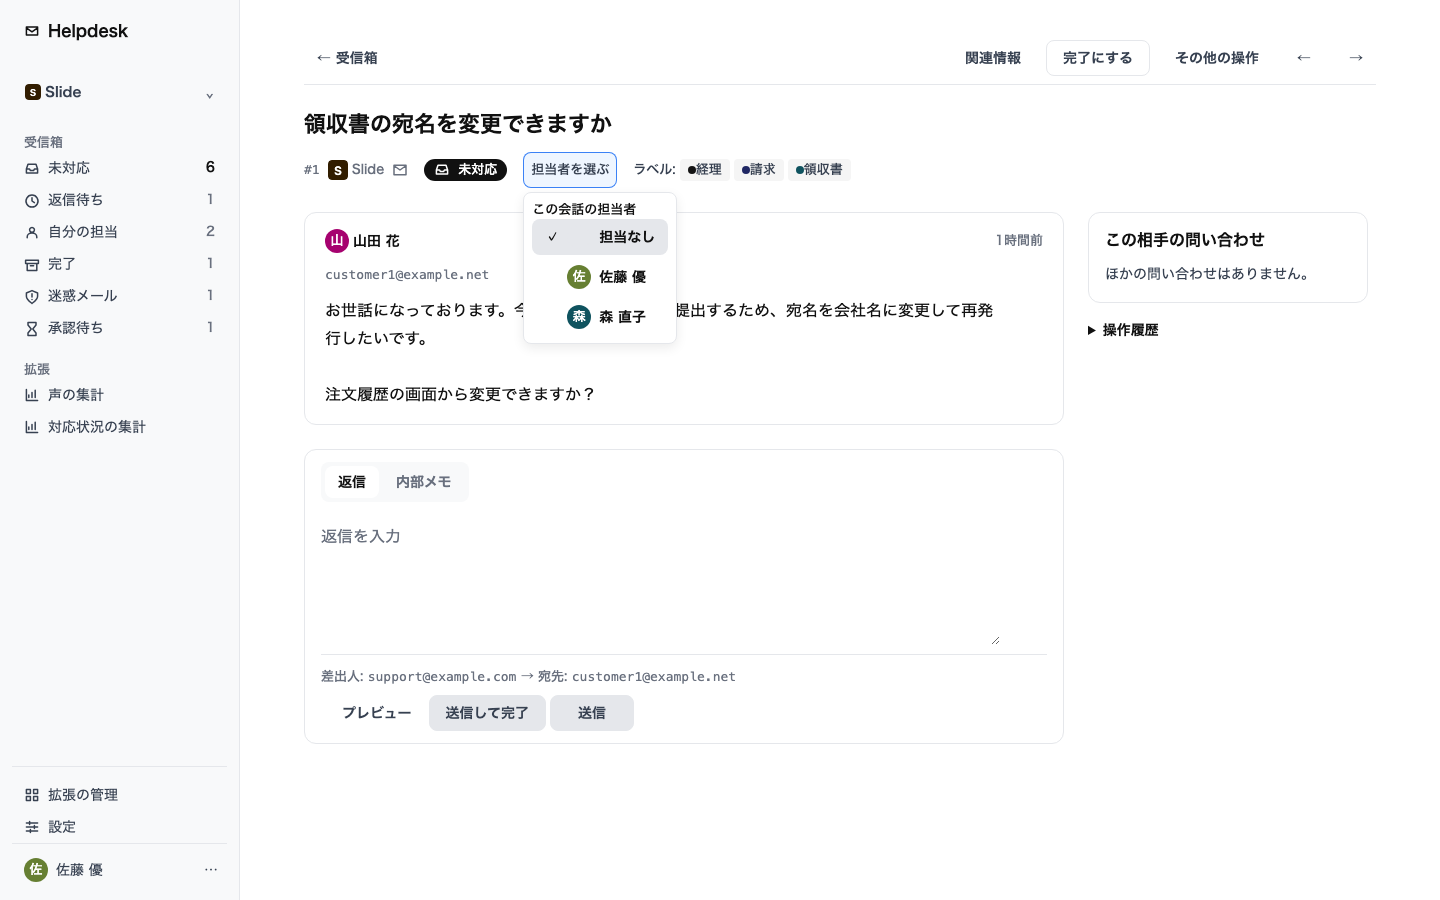 Helpdesk
S Slide
受信箱
未対応 6
返信待ち 1
自分の担当 2
完了 1
迷惑メール 1
承認待ち 1
拡張
声の集計
対応状況の集計
拡張の管理
設定
佐 佐藤 優 …
← 受信箱
関連情報 完了にする その他の操作 ← →
領収書の宛名を変更できますか
#1 S Slide 未対応 担当者を選ぶ ラベル: 経理 請求 領収書
この会話の担当者
✓ 担当なし
佐 佐藤 優
森 森 直子
山 山田 花 1時間前
customer1@example.net
お世話になっております。今 提出するため、宛名を会社名に変更して再発
行したいです。
注文履歴の画面から変更できますか？
返信 内部メモ
返信を入力
差出人: support@example.com → 宛先: customer1@example.net
プレビュー 送信して完了 送信
この相手の問い合わせ
ほかの問い合わせはありません。
▶ 操作履歴